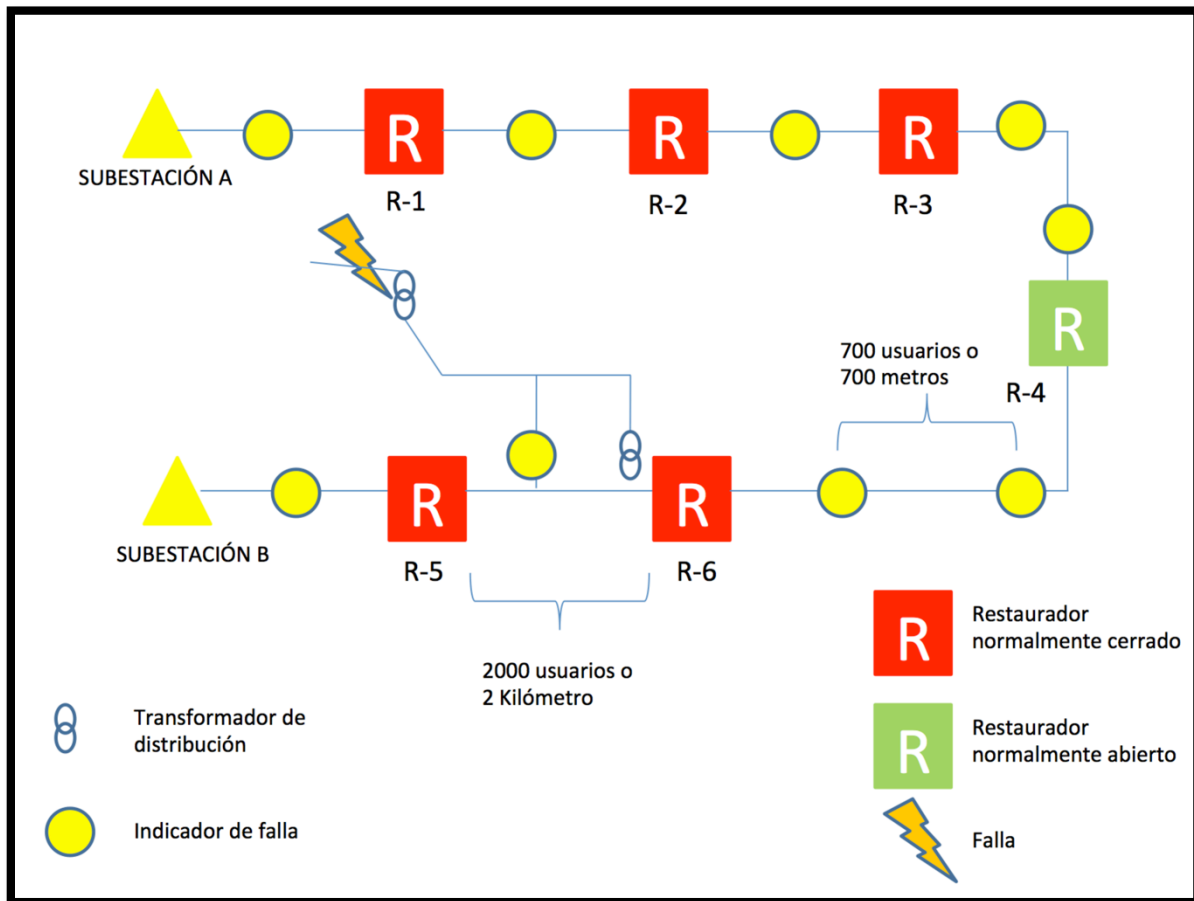 R
R
R
SUBESTACIÓN A
R-1
R-2
R-3
R
700 usuarios o
700 metros
R-4
R
R
SUBESTACIÓN B
R-5
R-6
2000 usuarios o
2 Kilómetro
R
Restaurador
normalmente cerrado
Transformador de
distribución
R
Restaurador
normalmente abierto
Indicador de falla
Falla